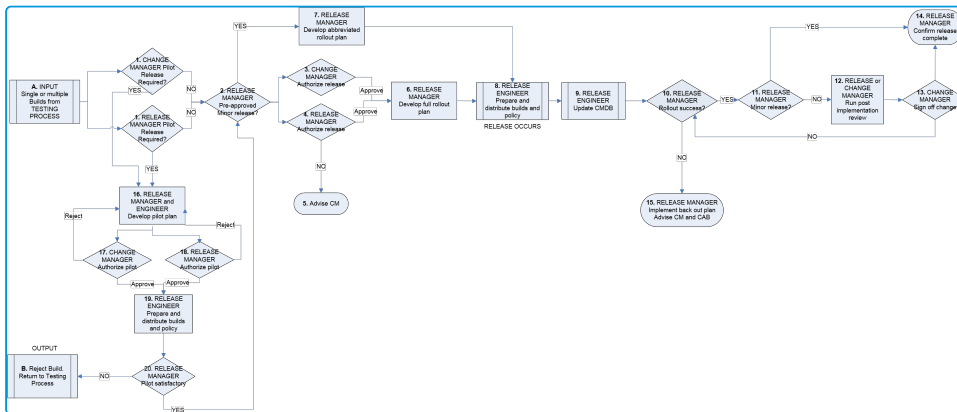 A. INPUT
Single or multiple
Builds from
TESTING
PROCESS
1. CHANGE
MANAGER Pilot
Release
Required?
YES
NO
1. RELEASE
MANAGER Pilot
Release
Required?
NO
YES
2. RELEASE
MANAGER
Pre-approved
Minor release?
YES
7. RELEASE
MANAGER
Develop abbreviated
rollout plan
3. CHANGE
MANAGER
Authorize release
Approve
4. RELEASE
MANAGER
Authorize release
Approve
NO
5. Advise CM
6. RELEASE
MANAGER
Develop full rollout
plan
8. RELEASE
ENGINEER
Prepare and
distribute builds and
policy
RELEASE OCCURS
9. RELEASE
ENGINEER
Update CMDB
10. RELEASE
MANAGER
Rollout success?
YES
NO
11. RELEASE
MANAGER
Minor release?
YES
NO
12. RELEASE or
CHANGE
MANAGER
Run post
implementation
review
13. CHANGE
MANAGER
Sign off change
NO
14. RELEASE
MANAGER
Confirm release
complete
15. RELEASE MANAGER
Implement back out plan
Advise CM and CAB
16. RELEASE
MANAGER and
ENGINEER
Develop pilot plan
Reject
Reject
17. CHANGE
MANAGER
Authorize pilot
18. RELEASE
MANAGER
Authorize pilot
Approve
Approve
19. RELEASE
ENGINEER
Prepare and
distribute builds
and policy
20. RELEASE
MANAGER
Pilot satisfactory
NO
YES
OUTPUT
B. Reject Build.
Return to Testing
Process